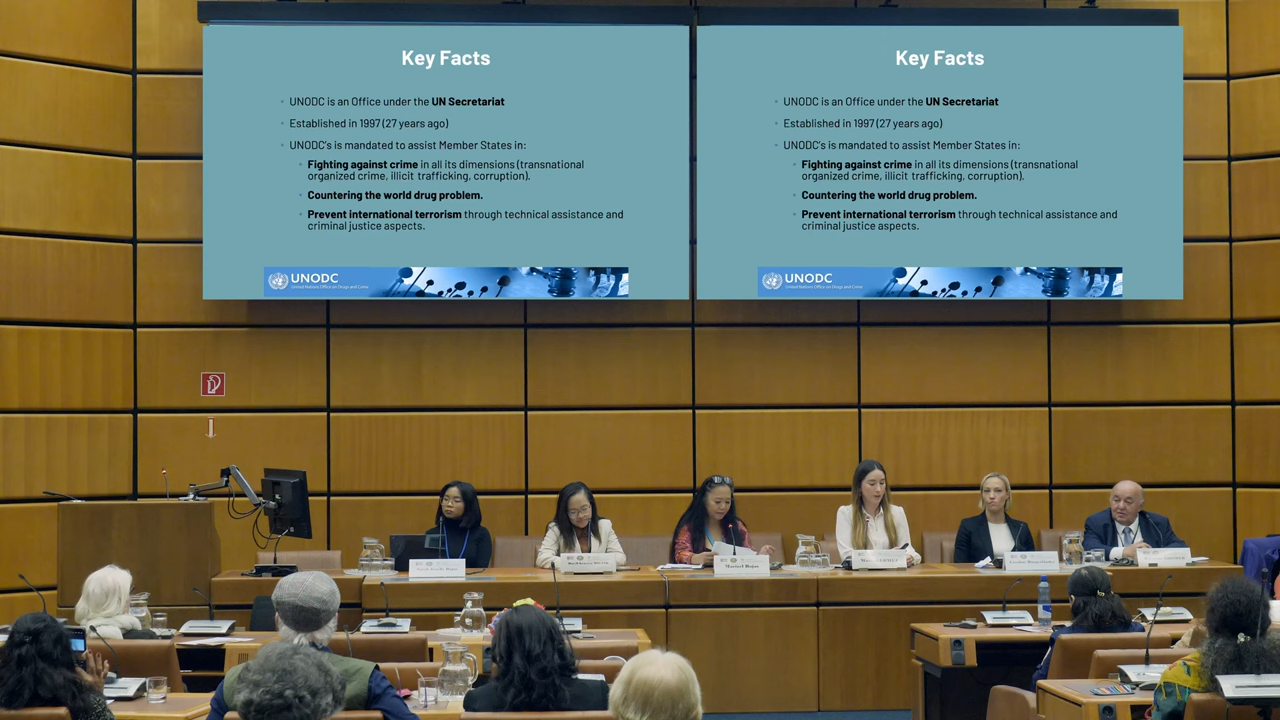 Key Facts
UNODC is an Office under the UN Secretariat
Established in 1997 (27 years ago)
UNODC's is mandated to assist Member States in:
Fighting against crime in all its dimensions (transnational
organized crime, illicit trafficking, corruption).
Countering the world drug problem.
Prevent international terrorism through technical assistance and
criminal justice aspects.
UNODC
United Nations Office on Drugs and Crime
Key Facts
UNODC is an Office under the UN Secretariat
Established in 1997 (27 years ago)
UNODC's is mandated to assist Member States in:
Fighting against crime in all its dimensions (transnational
organized crime, illicit trafficking, corruption).
Countering the world drug problem.
Prevent international terrorism through technical assistance and
criminal justice aspects.
UNODC
United Nations Office on Drugs and Crime
Maribel Rojas